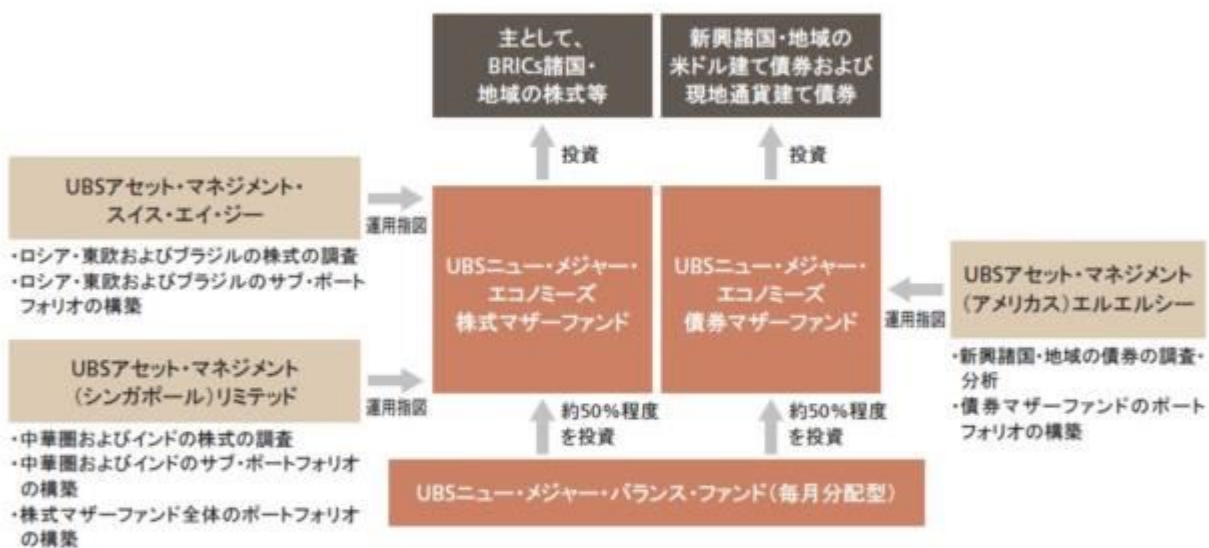 主として、
BRICs諸国・
地域の株式等
新興諸国・地域の
米ドル建て債券および
現地通貨建て債券
投資
投資
UBSアセット・マネジメント・
スイス・エイ・ジー
運用指図
・ロシア・東欧およびブラジルの株式の調査
・ロシア・東欧およびブラジルのサブ・ポート
フォリオの構築
UBSニュー・メジャー・
エコノミーズ
株式マザーファンド
UBSニュー・メジャー・
エコノミーズ
債券マザーファンド
UBSアセット・マネジメント
(アメリカス)エルエルシー
運用指図
・新興諸国・地域の債券の調査・
分析
・債券マザーファンドのポート
フォリオの構築
UBSアセット・マネジメント
(シンガポール)リミテッド
運用指図
・中華圏およびインドの株式の調査
・中華圏およびインドのサブ・ポートフォリオ
の構築
・株式マザーファンド全体のポートフォリオ
の構築
約50%程度
を投資
約50%程度
を投資
UBSニュー・メジャー・バランス・ファンド(毎月分配型)